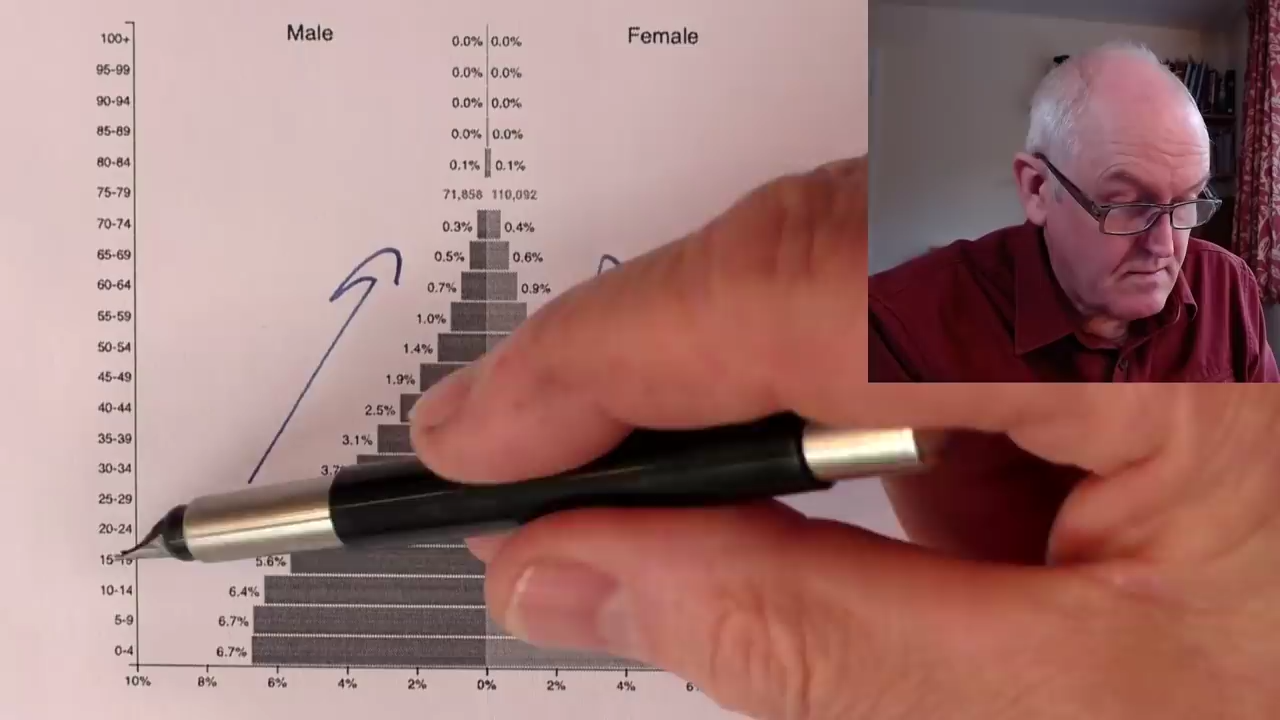 Male Female
100+ 0.0% 0.0%
95-99 0.0% 0.0%
90-94 0.0% 0.0%
85-89 0.0% 0.0%
80-84 0.1% 0.1%
75-79 71,858 110,092
70-74 0.3% 0.4%
65-69 0.5% 0.6%
60-64 0.7% 0.9%
55-59 1.0%
50-54 1.4%
45-49 1.9%
40-44 2.5%
35-39 3.1%
30-34
25-29
20-24
5.6%
10-14 6.4%
5-9 6.7%
0-4 6.7%
10% 8% 6% 4% 2% 0% 2% 4%